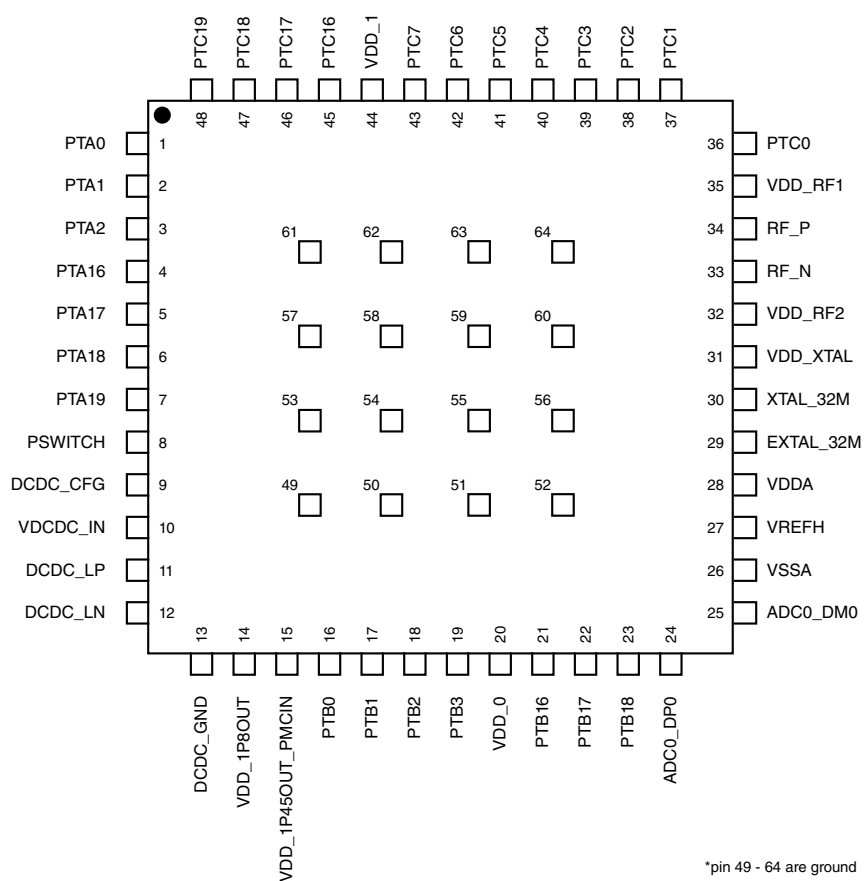 PTC19
PTC18
PTC17
PTC16
VDD_1
PTC7
PTC6
PTC5
PTC4
PTC3
PTC2
PTC1
48
47
46
45
44
43
42
41
40
39
38
37
PTA0 1
PTA1 2
PTA2 3
PTA16 4
PTA17 5
PTA18 6
PTA19 7
PSWITCH 8
DCDC_CFG 9
VDCDC_IN 10
DCDC_LP 11
DCDC_LN 12
61 62 63 64
57 58 59 60
53 54 55 56
49 50 51 52
36 PTC0
35 VDD_RF1
34 RF_P
33 RF_N
32 VDD_RF2
31 VDD_XTAL
30 XTAL_32M
29 EXTAL_32M
28 VDDA
27 VREFH
26 VSSA
25 ADC0_DM0
13
14
15
16
17
18
19
20
21
22
23
24
DCDC_GND
VDD_1P8OUT
VDD_1P45OUT_PMCIN
PTB0
PTB1
PTB2
PTB3
VDD_0
PTB16
PTB17
PTB18
ADC0_DP0
*pin 49 - 64 are ground